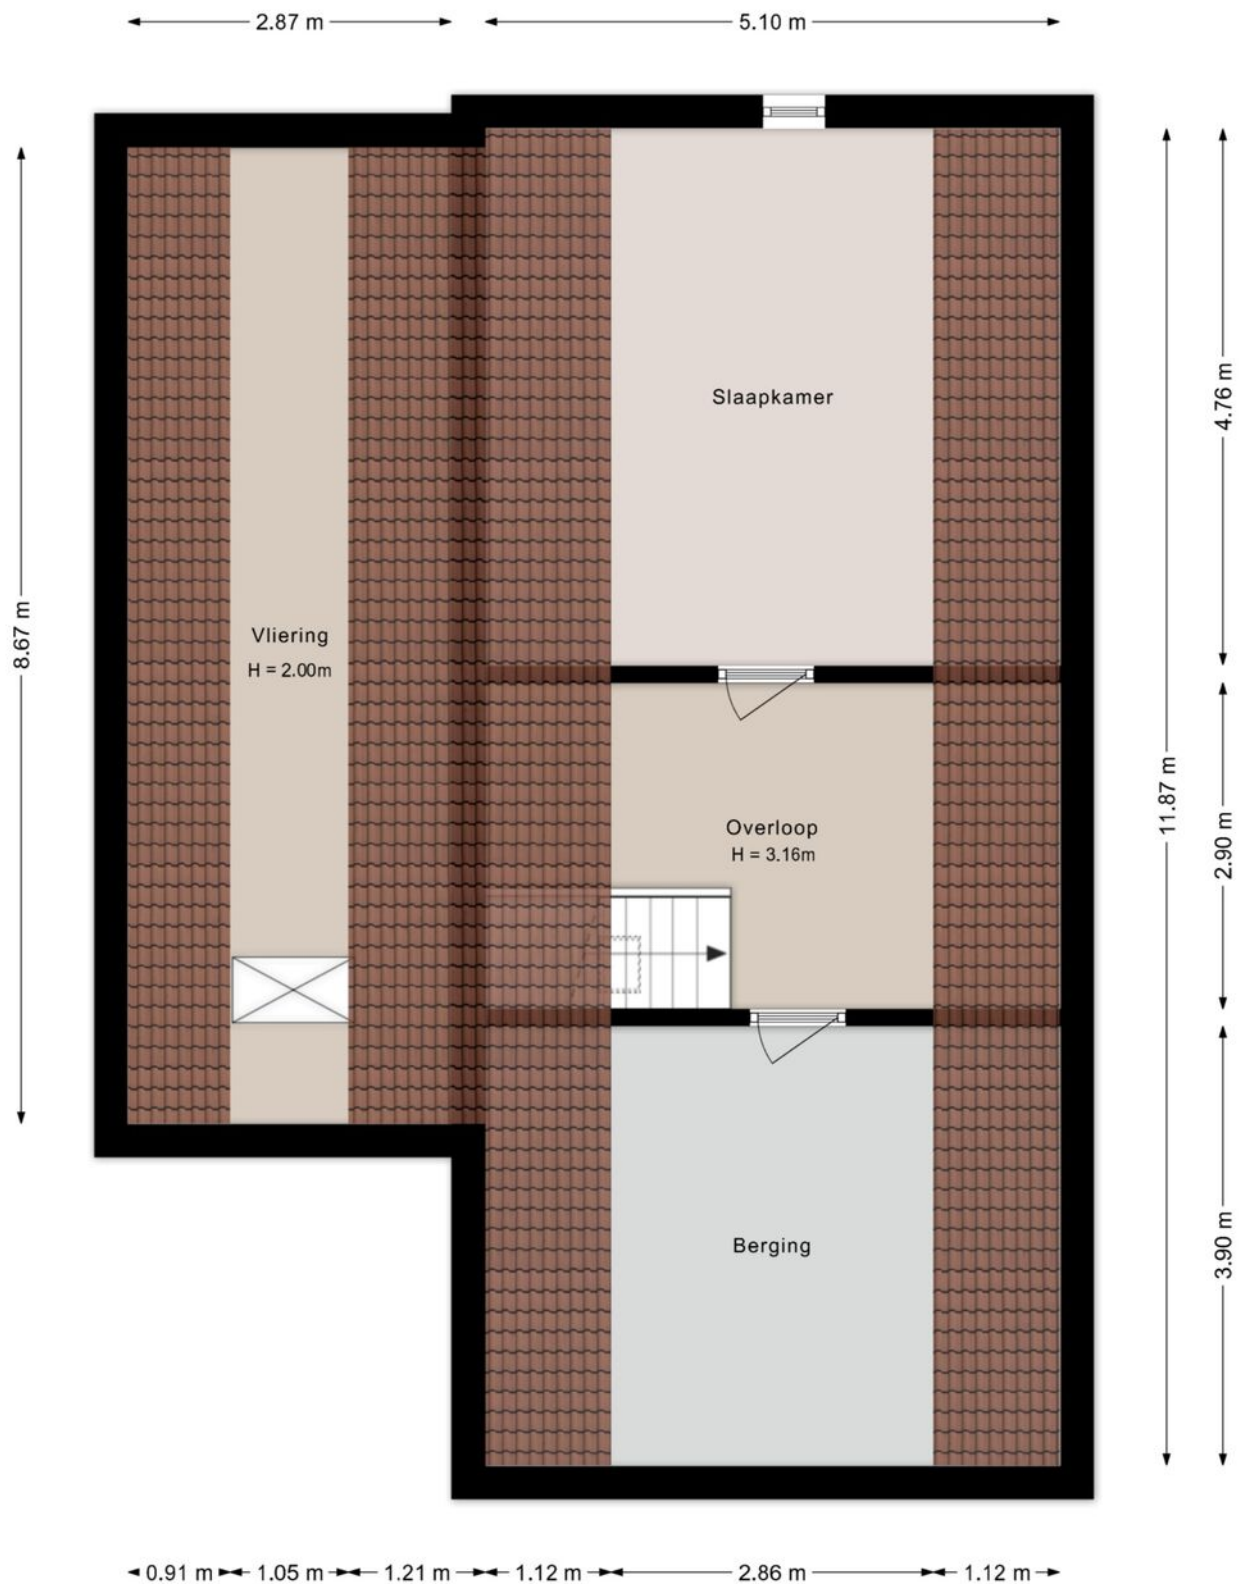 2.87 m
5.10 m
Slaapkamer
4.76 m
Vliering
H = 2.00m
8.67 m
11.87 m
Overloop
H = 3.16m
2.90 m
Berging
3.90 m
0.91 m
1.05 m
1.21 m
1.12 m
2.86 m
1.12 m